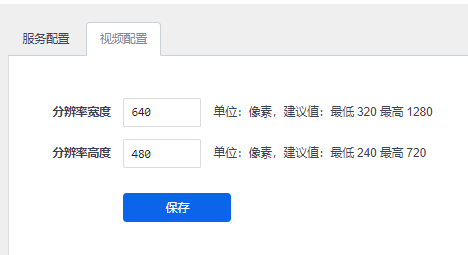 服务配置 视频配置
分辨率宽度 640 单位：像素，建议值：最低 320 最高 1280
分辨率高度 480 单位：像素，建议值：最低 240 最高 720
保存